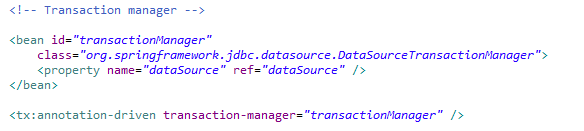 <!-- Transaction manager -->
<bean id="transactionManager"
class="org.springframework.jdbc.datasource.DataSourceTransactionManager">
<property name="dataSource" ref="dataSource" />
</bean>
<tx:annotation-driven transaction-manager="transactionManager" />